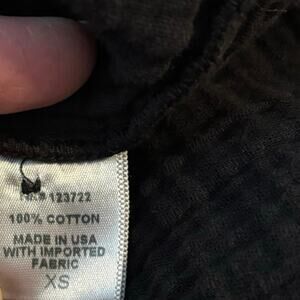 123722
100% COTTON
MADE IN USA
WITH IMPORTED
FABRIC
XS